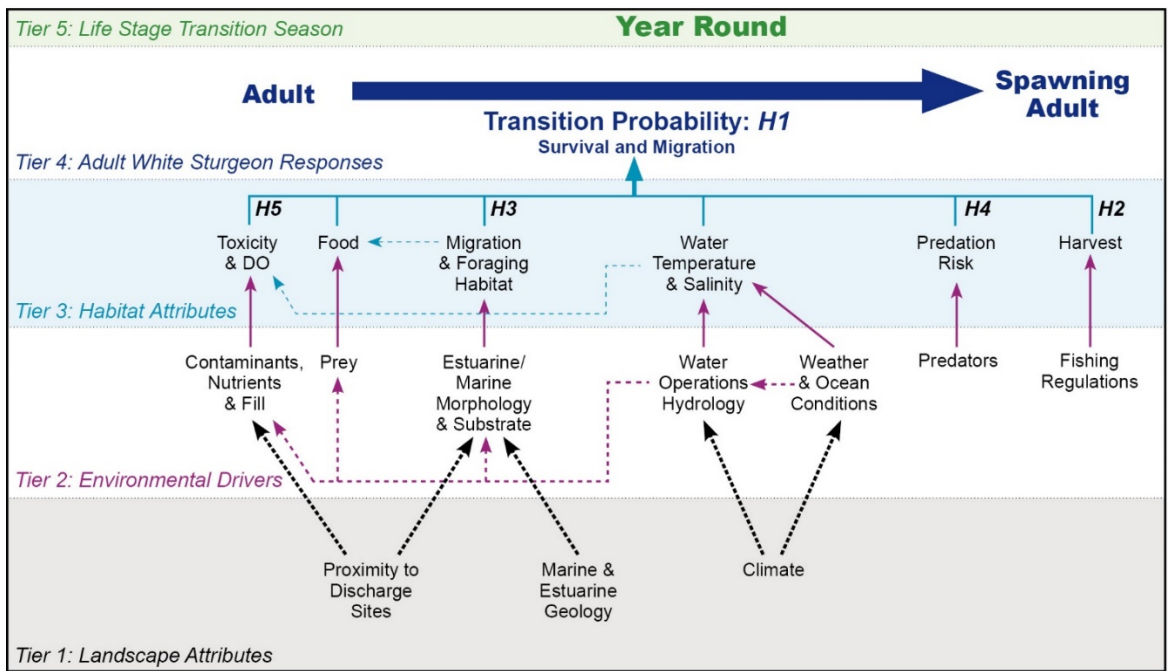 Tier 5: Life Stage Transition Season
Year Round
Adult
Spawning
Adult
Transition Probability: H1
Survival and Migration
Tier 4: Adult White Sturgeon Responses
H5
H3
H4
H2
Toxicity
& DO
Food
Migration
& Foraging
Habitat
Water
Temperature
& Salinity
Predation
Risk
Harvest
Tier 3: Habitat Attributes
Contaminants,
Nutrients
& Fill
Prey
Estuarine/
Marine
Morphology
& Substrate
Water
Operations
Hydrology
Weather
& Ocean
Conditions
Predators
Fishing
Regulations
Tier 2: Environmental Drivers
Proximity to
Discharge
Sites
Marine &
Estuarine
Geology
Climate
Tier 1: Landscape Attributes